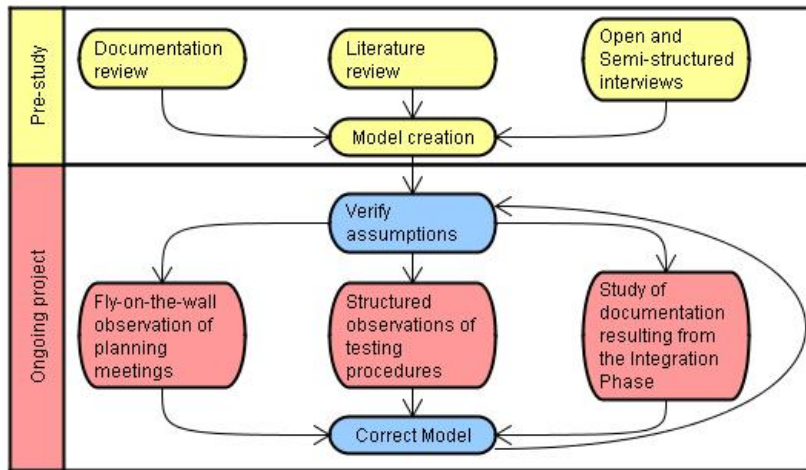 Pre-study
Documentation
review
Literature
review
Open and
Semi-structured
interviews
Model creation
Ongoing project
Verify
assumptions
Fly-on-the-wall
observation of
planning
meetings
Structured
observations of
testing
procedures
Study of
documentation
resulting from
the Integration
Phase
Correct Model